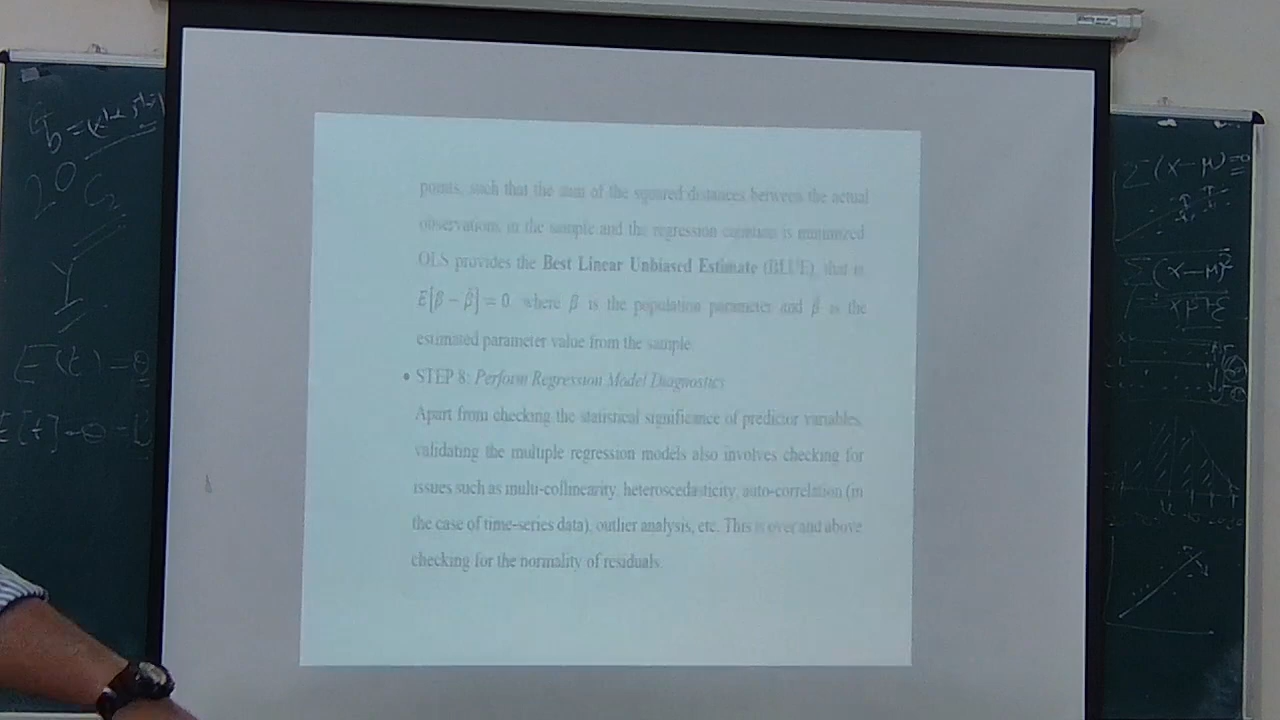 points, such that the sum of the squared distances between the actual
observations in the sample and the regression equation is minimized
OLS provides the Best Linear Unbiased Estimate (BLUE), that is
E[β − β̂] = 0, where β is the population parameter and β̂ is the
estimated parameter value from the sample.
• STEP 8: Perform Regression Model Diagnostics
Apart from checking the statistical significance of predictor variables,
validating the multiple regression models also involves checking for
issues such as multi-collinearity, heteroscedasticity, auto-correlation (in
the case of time-series data), outlier analysis, etc. This is over and above
checking for the normality of residuals.
Y
E(t) = θ
E[t] - θ =
Σ(x-μ)=0
(x-μ)²